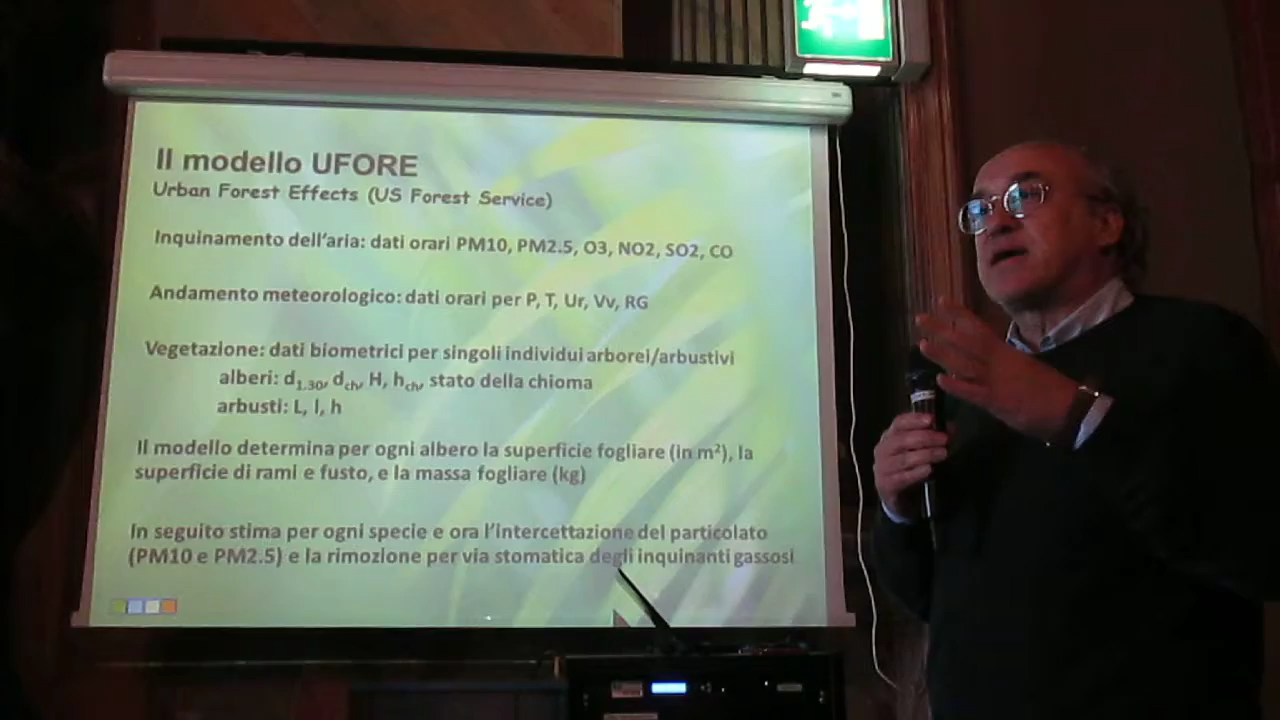 Il modello UFORE
Urban Forest Effects (US Forest Service)
Inquinamento dell'aria: dati orari PM10, PM2.5, O3, NO2, SO2, CO
Andamento meteorologico: dati orari per P, T, Ur, Vv, RG
Vegetazione: dati biometrici per singoli individui arborei/arbustivi
alberi: d1.30, dch, H, hch, stato della chioma
arbusti: L, l, h
Il modello determina per ogni albero la superficie fogliare (in m²), la
superficie di rami e fusto, e la massa fogliare (kg)
In seguito stima per ogni specie e ora l'intercettazione del particolato
(PM10 e PM2.5) e la rimozione per via stomatica degli inquinanti gassosi